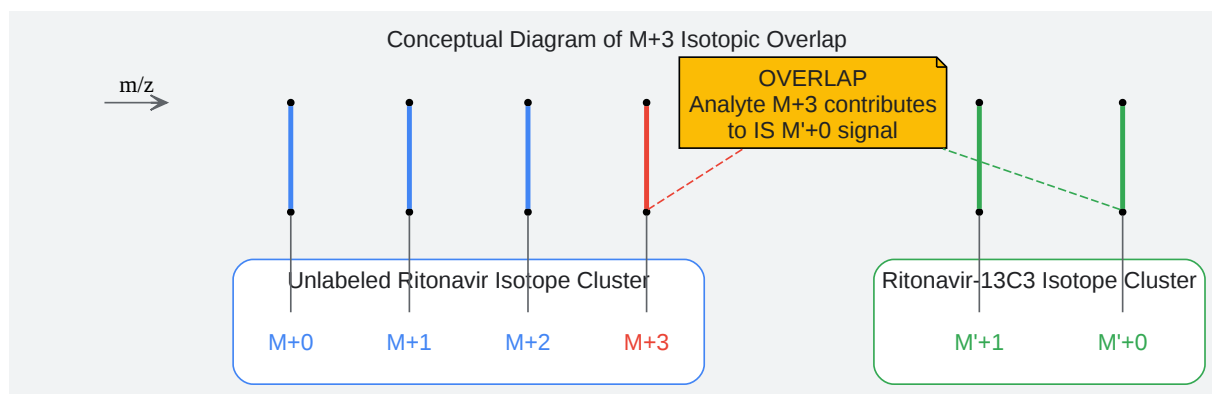 Conceptual Diagram of M+3 Isotopic Overlap
m/z
OVERLAP
Analyte M+3 contributes
to IS M'+0 signal
Unlabeled Ritonavir Isotope Cluster
Ritonavir-13C3 Isotope Cluster
M+0
M+1
M+2
M+3
M'+1
M'+0